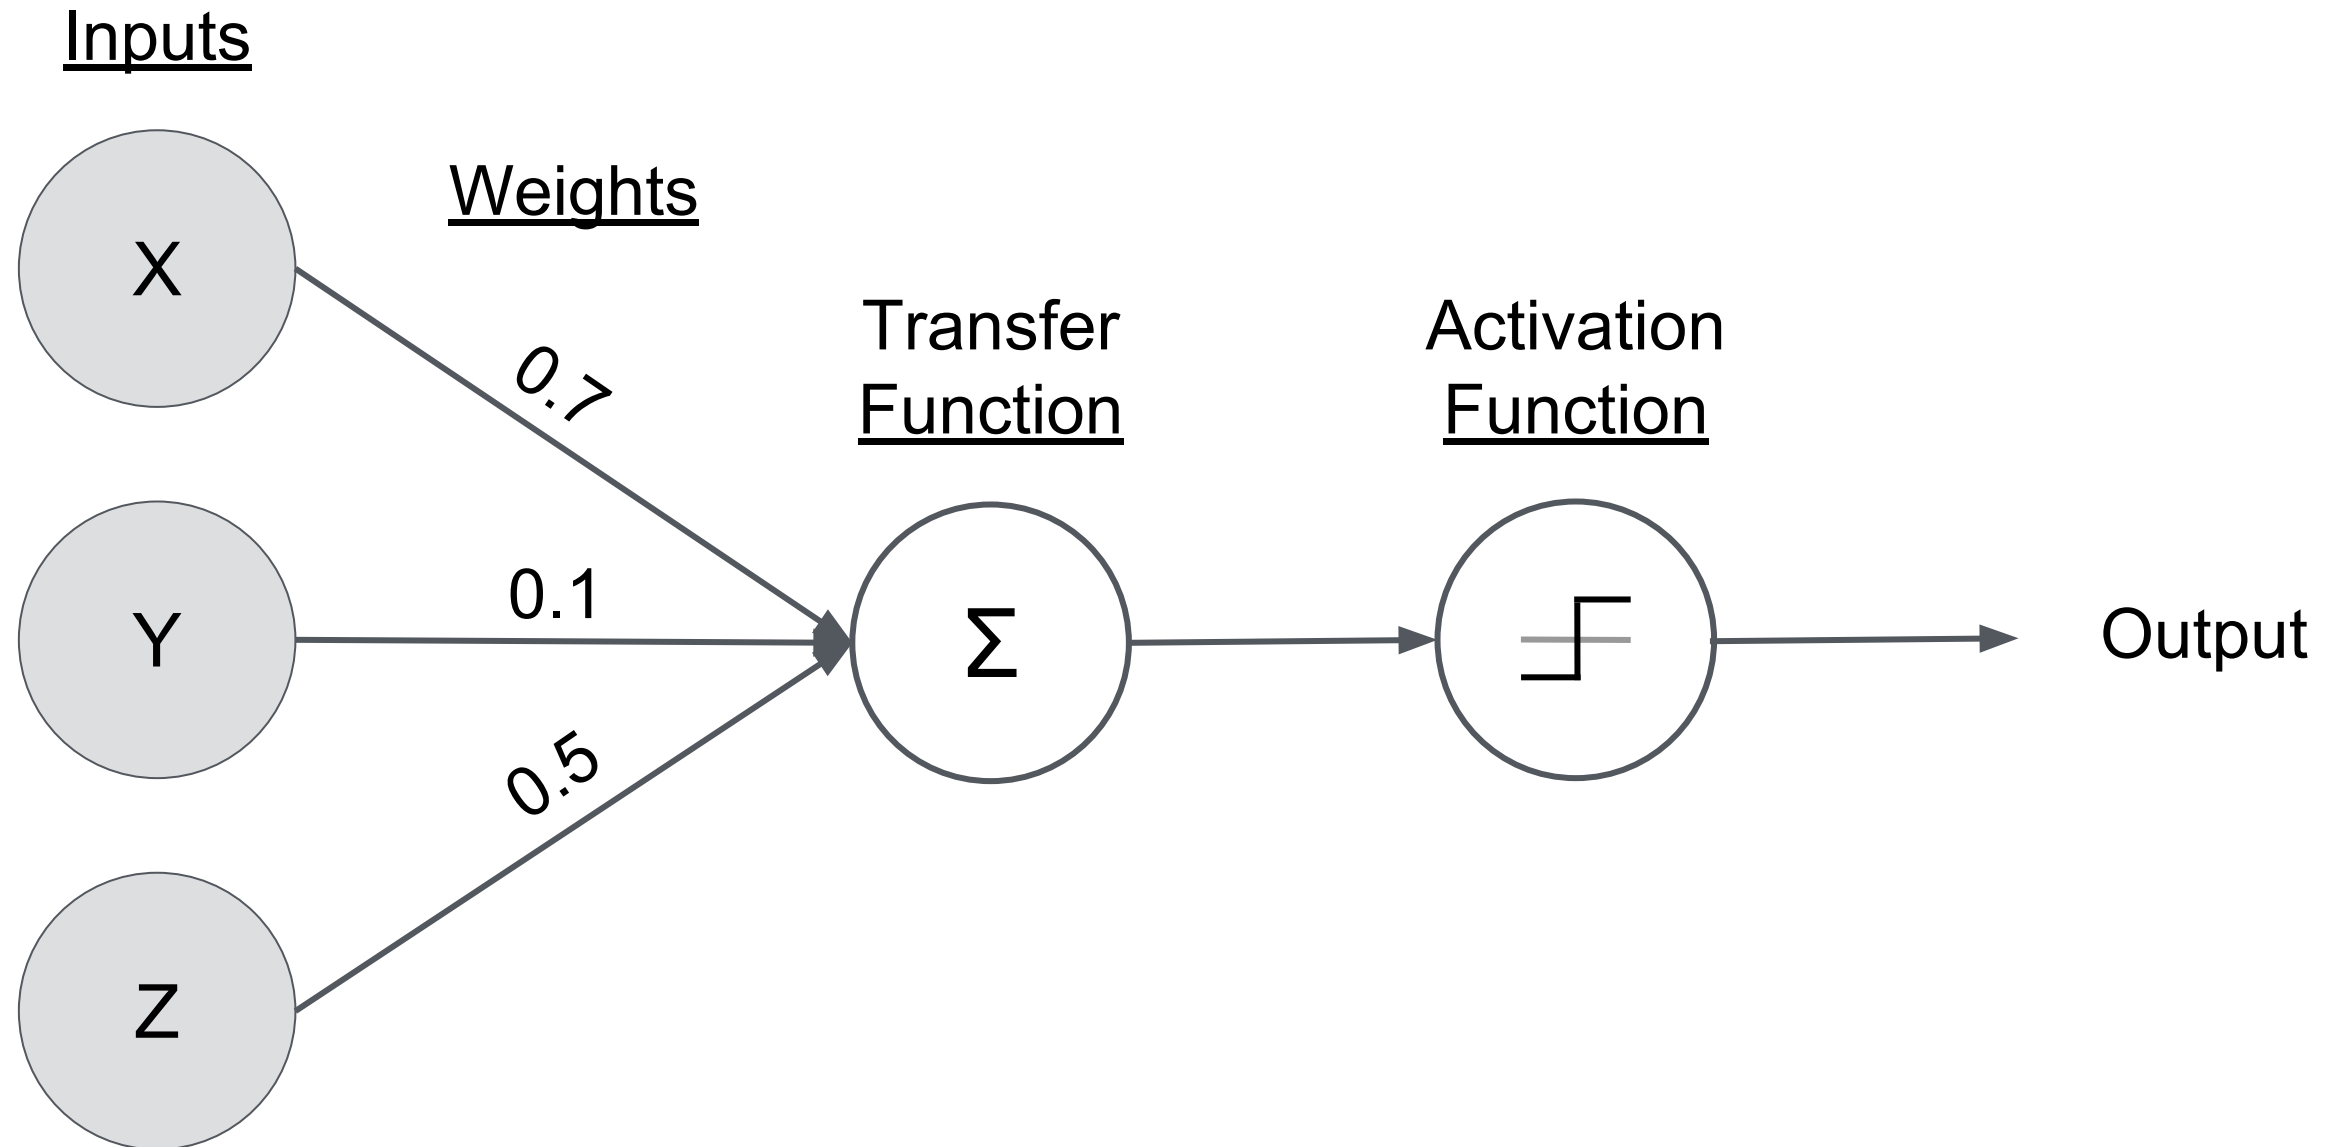 Inputs
Weights
X
0.7
Transfer
Function
Activation
Function
Y
0.1
Σ
Output
0.5
Z